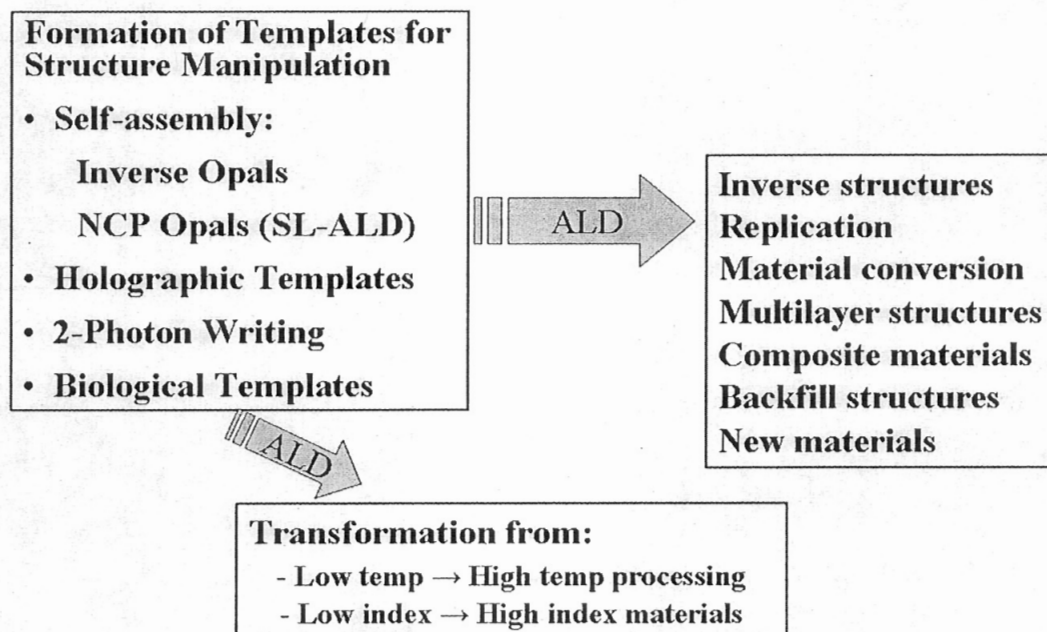 Formation of Templates for
Structure Manipulation
• Self-assembly:
Inverse Opals
NCP Opals (SL-ALD)
• Holographic Templates
• 2-Photon Writing
• Biological Templates
ALD
Inverse structures
Replication
Material conversion
Multilayer structures
Composite materials
Backfill structures
New materials
ALD
Transformation from:
- Low temp → High temp processing
- Low index → High index materials